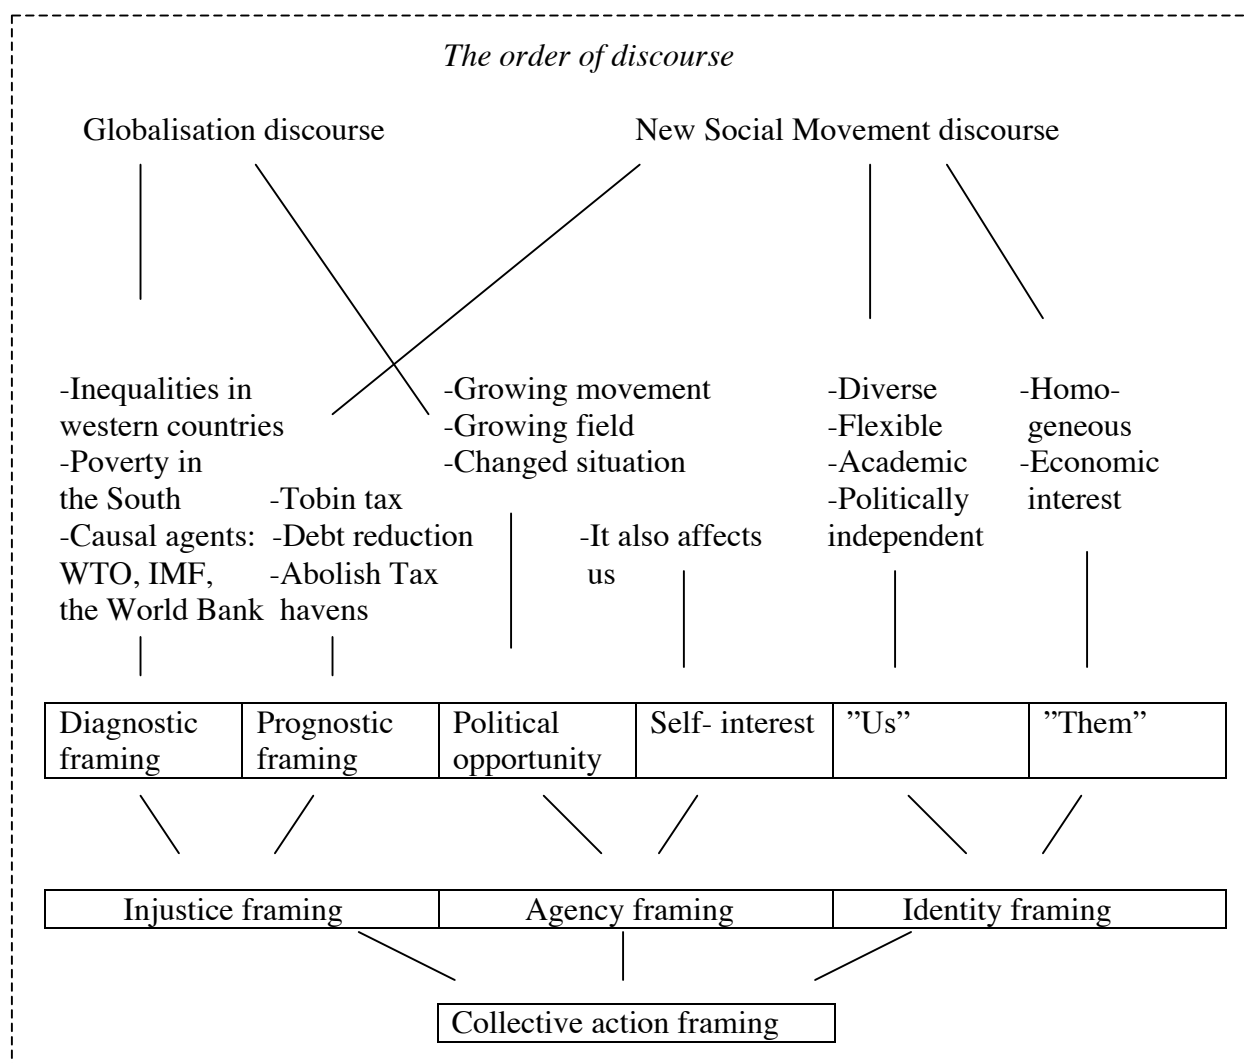 The order of discourse
Globalisation discourse
New Social Movement discourse
-Inequalities in
western countries
-Poverty in
the South
-Causal agents:
WTO, IMF,
the World Bank
-Tobin tax
-Debt reduction
-Abolish Tax
havens
-Growing movement
-Growing field
-Changed situation
-It also affects
us
-Diverse
-Flexible
-Academic
-Politically
independent
-Homo-
geneous
-Economic
interest
Diagnostic
framing
Prognostic
framing
Political
opportunity
Self- interest
”Us”
”Them”
Injustice framing
Agency framing
Identity framing
Collective action framing